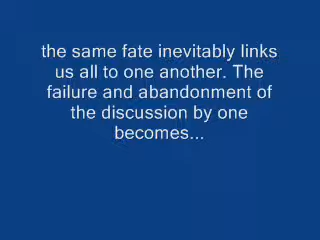 the same fate inevitably links
us all to one another. The
failure and abandonment of
the discussion by one
becomes...